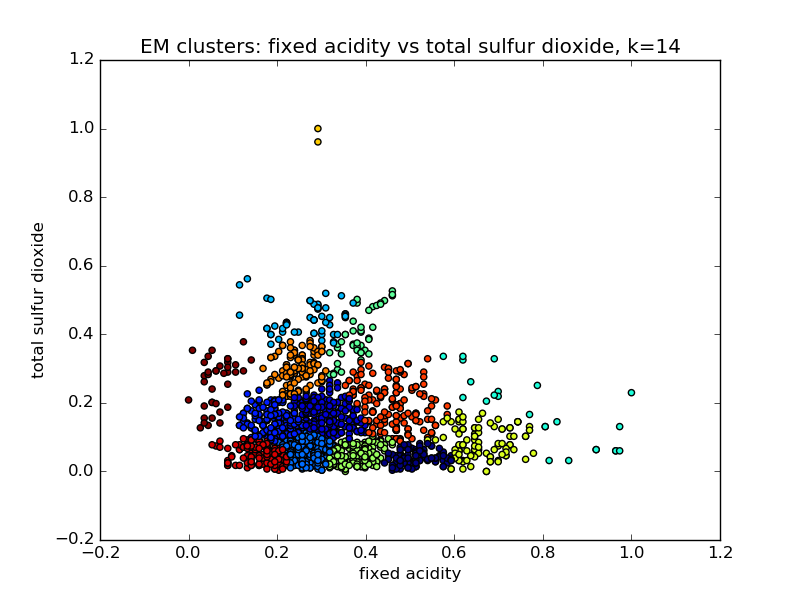 EM clusters: fixed acidity vs total sulfur dioxide, k=14
1.2
1.0
0.8
0.6
0.4
0.2
0.0
−0.2
total sulfur dioxide
−0.2 0.0 0.2 0.4 0.6 0.8 1.0 1.2
fixed acidity